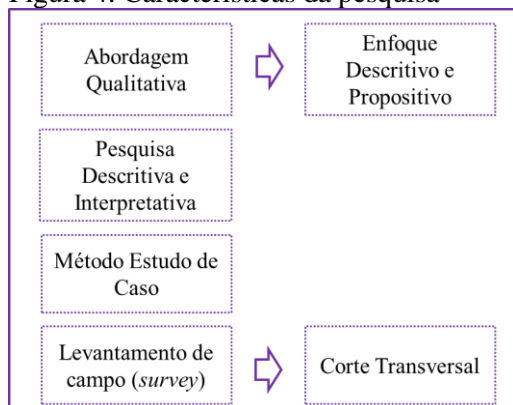 Figura 4. Características da pesquisa
Abordagem
Qualitativa
Enfoque
Descritivo e
Propositivo
Pesquisa
Descritiva e
Interpretativa
Método Estudo de
Caso
Levantamento de
campo (survey)
Corte Transversal